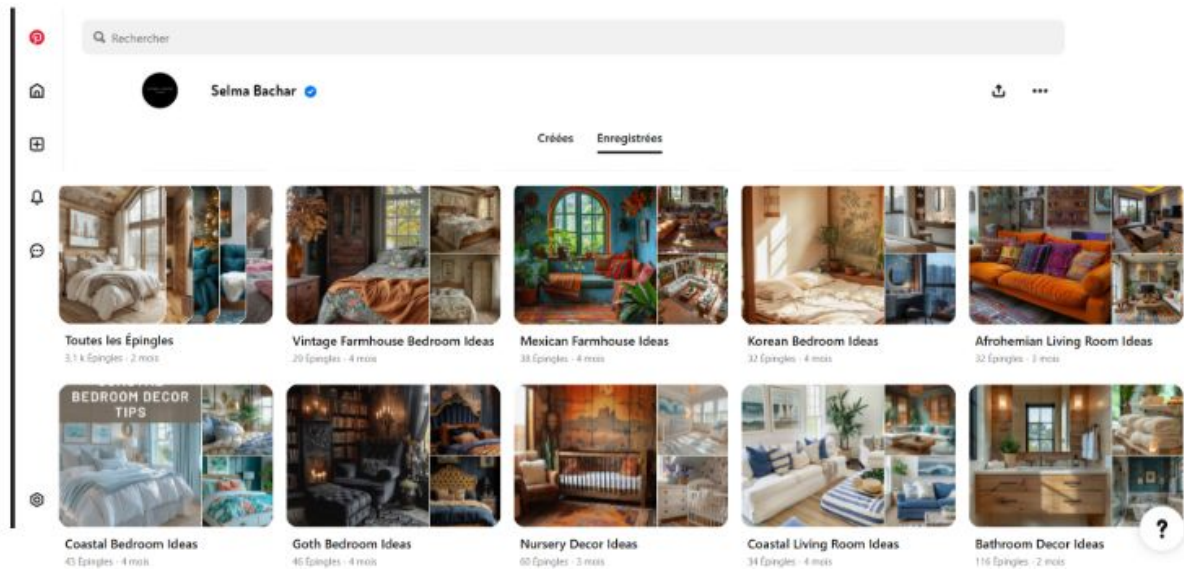 Rechercher
Selma Bachar
Créées Enregistrées
Toutes les Épingles
3,1 k Épingles · 2 mois
Vintage Farmhouse Bedroom Ideas
29 Épingles · 4 mois
Mexican Farmhouse Ideas
38 Épingles · 4 mois
Korean Bedroom Ideas
32 Épingles · 4 mois
Afrohemian Living Room Ideas
32 Épingles · 3 mois
BEDROOM DECOR
TIPS
Coastal Bedroom Ideas
43 Épingles · 4 mois
Goth Bedroom Ideas
46 Épingles · 4 mois
Nursery Decor Ideas
60 Épingles · 3 mois
Coastal Living Room Ideas
34 Épingles · 4 mois
Bathroom Decor Ideas
116 Épingles · 2 mois
?